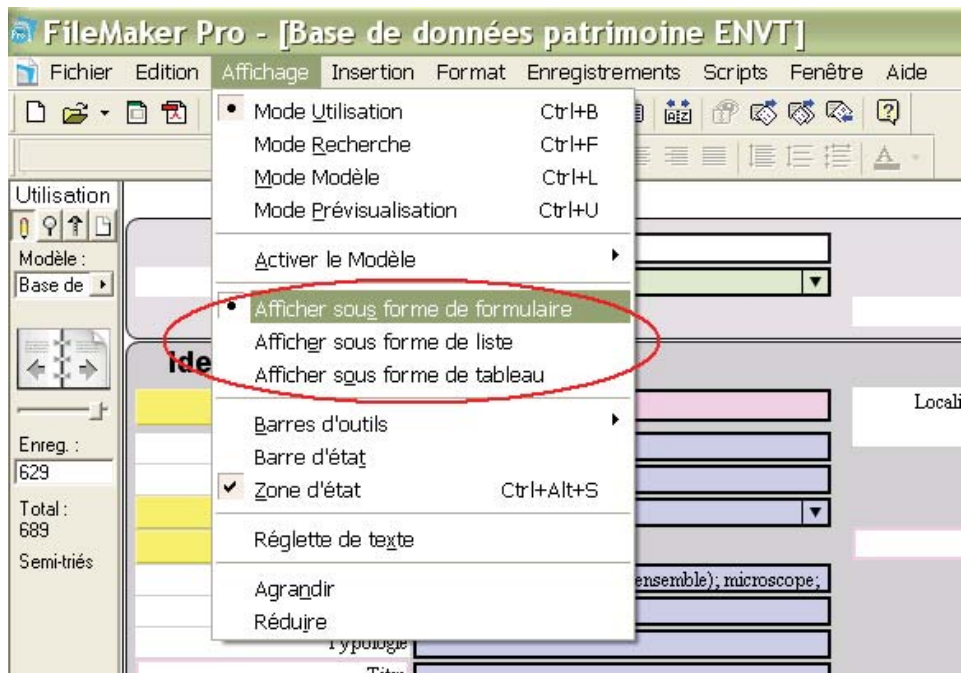 FileMaker Pro - [Base de données patrimoine ENVT]
Fichier Edition Affichage Insertion Format Enregistrements Scripts Fenêtre Aide
Mode Utilisation Ctrl+B
Mode Recherche Ctrl+F
Mode Modèle Ctrl+L
Mode Prévisualisation Ctrl+U
Activer le Modèle
Afficher sous forme de formulaire
Afficher sous forme de liste
Afficher sous forme de tableau
Barres d'outils
Barre d'état
Zone d'état Ctrl+Alt+S
Réglette de texte
Agrandir
Réduire
Utilisation
Modèle :
Base de
Enreg. :
629
Total :
689
Semi-triés
Ide
Locali
ensemble); microscope;
Typologie
Titre